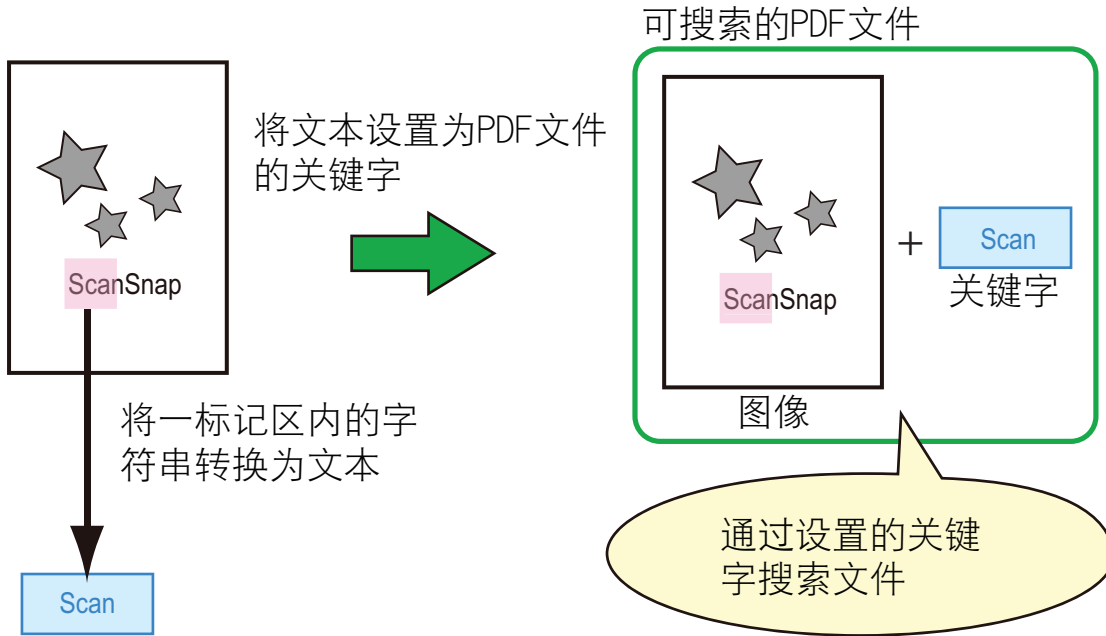 可搜索的PDF文件
将文本设置为PDF文件
的关键字
ScanSnap
ScanSnap
+
Scan
关键字
图像
将一标记区内的字
符串转换为文本
Scan
通过设置的关键
字搜索文件